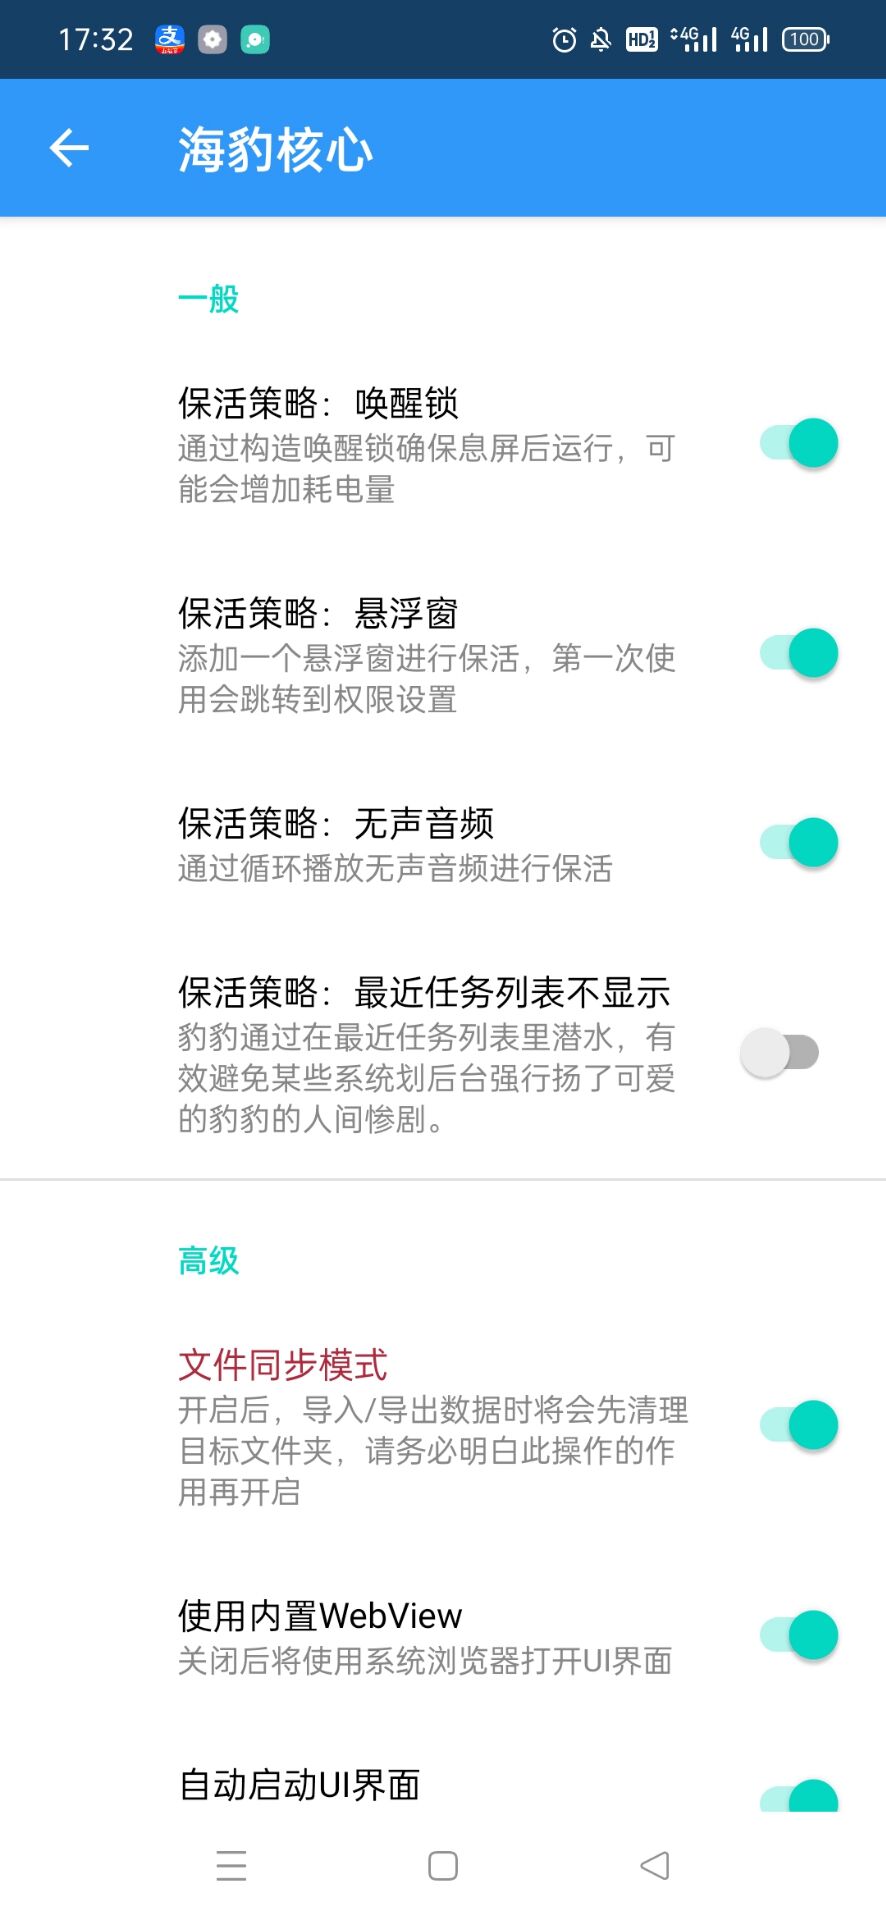 17:32
支
HD12
4G
4G
100
海豹核心
一般
保活策略：唤醒锁
通过构造唤醒锁确保息屏后运行，可
能会增加耗电量
保活策略：悬浮窗
添加一个悬浮窗进行保活，第一次使
用会跳转到权限设置
保活策略：无声音频
通过循环播放无声音频进行保活
保活策略：最近任务列表不显示
豹豹通过在最近任务列表里潜水，有
效避免某些系统划后台强行扬了可爱
的豹豹的人间惨剧。
高级
文件同步模式
开启后，导入/导出数据时将会先清理
目标文件夹，请务必明白此操作的作
用再开启
使用内置WebView
关闭后将使用系统浏览器打开UI界面
自动启动UI界面